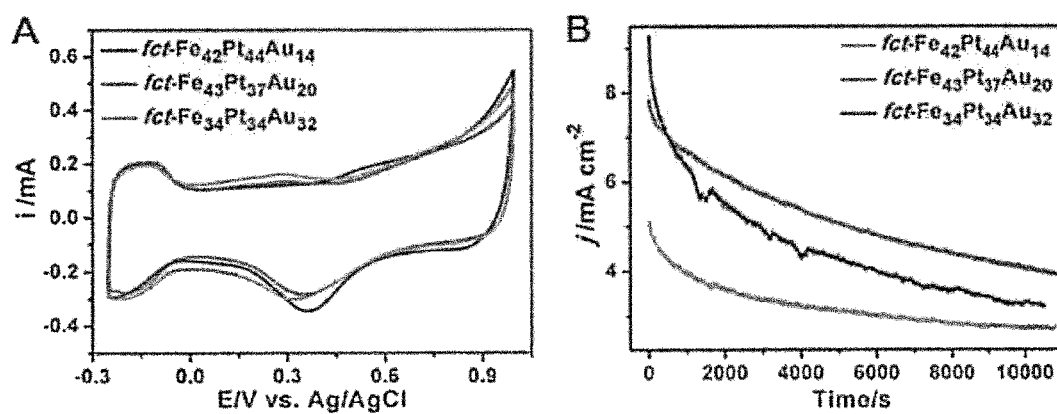 A
fct-Fe42Pt44Au14
fct-Fe43Pt37Au20
fct-Fe34Pt34Au32
i /mA
0.6
0.4
0.2
0.0
-0.2
-0.4
-0.3
0.0
0.3
0.6
0.9
E/V vs. Ag/AgCl
B
fct-Fe42Pt44Au14
fct-Fe43Pt37Au20
fct-Fe34Pt34Au32
j/mA cm-2
8
6
4
0
2000
4000
6000
8000
10000
Time/s